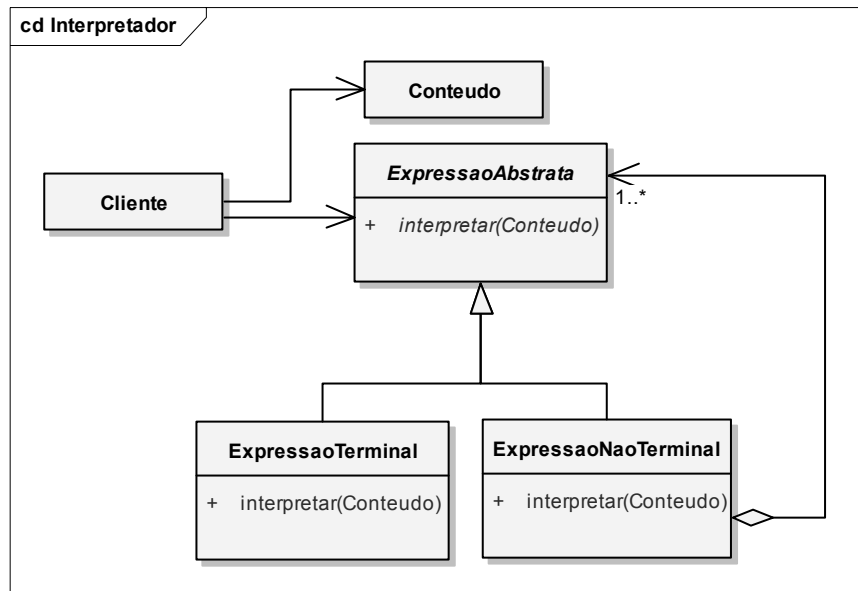 cd Interpretador
Conteudo
Cliente
ExpressaoAbstrata
1..*
+ interpretar(Conteudo)
ExpressaoTerminal
+ interpretar(Conteudo)
ExpressaoNaoTerminal
+ interpretar(Conteudo)